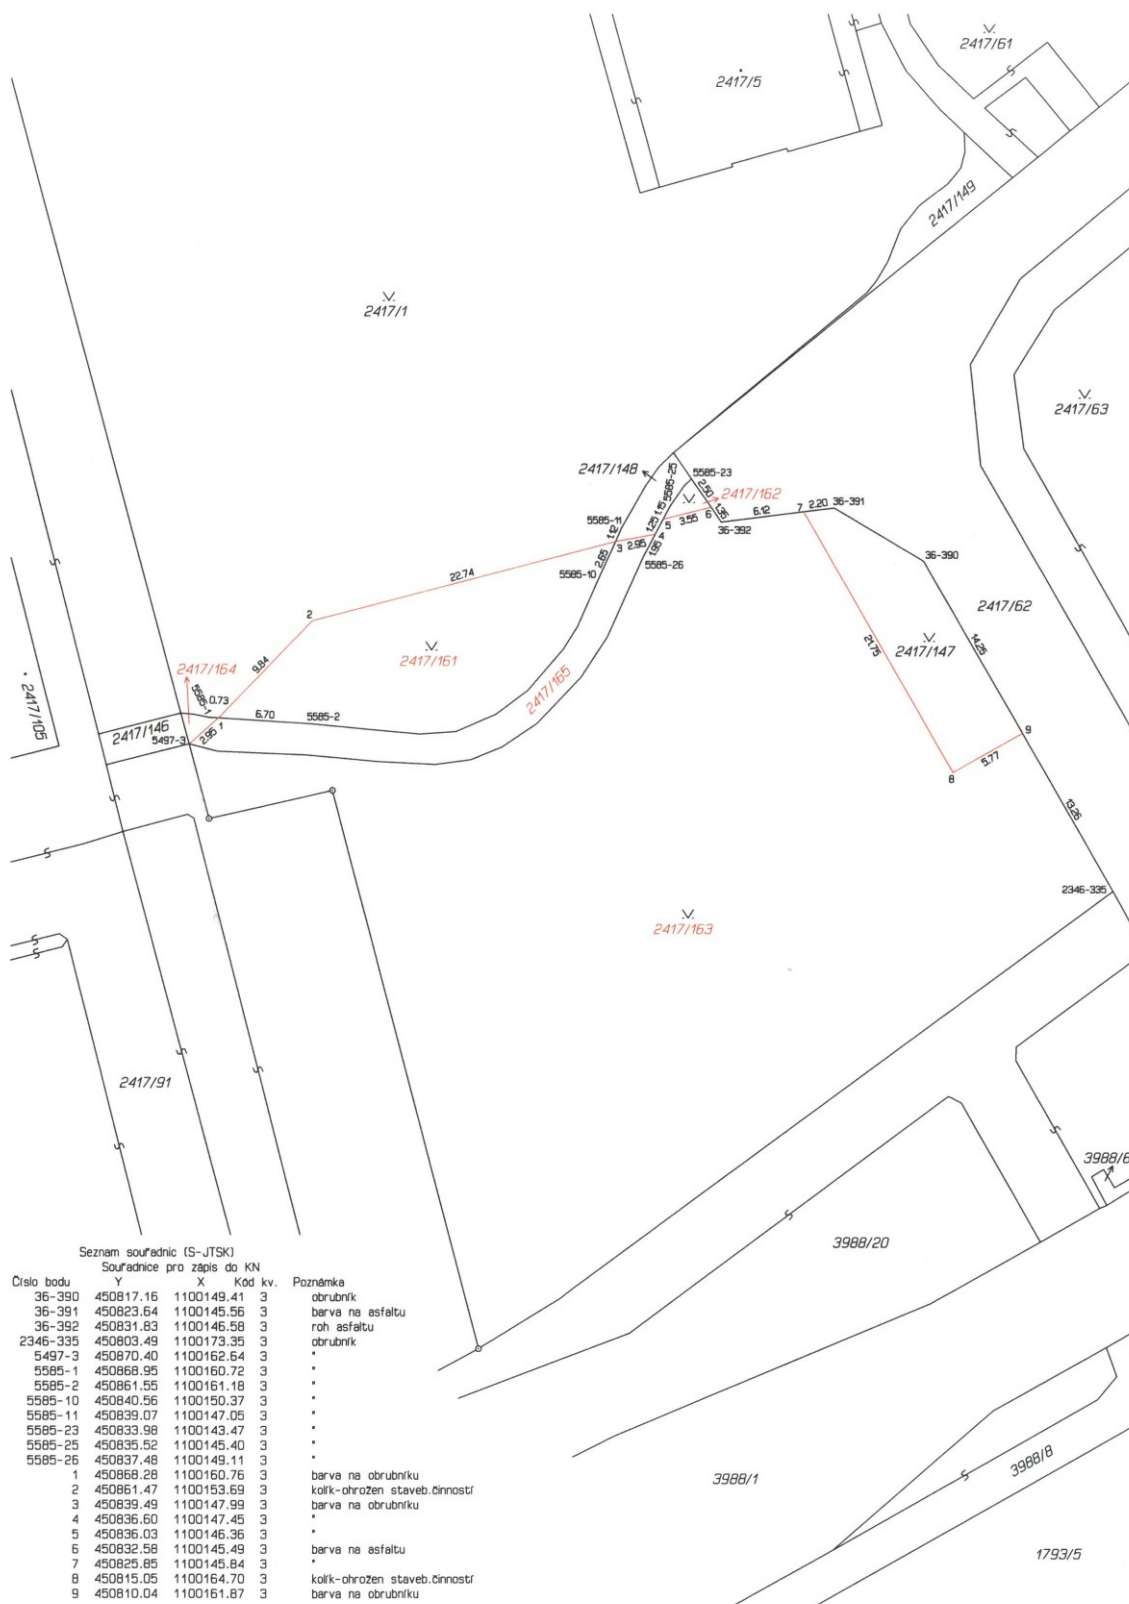 2417/61
2417/5
2417/149
2417/1
2417/63
2417/148
5585-25
5585-23
2.50
2417/162
1.35
5585-11
1.12
1.25
1.15
5
3.55
6
6.12
7
2.20
36-391
36-392
3
2.95
4
1.95
2.65
5585-10
5585-26
22.74
36-390
2
2417/62
14.25
21.75
2417/147
9.84
2417/161
2417/164
5585-1
0.73
2417/165
6.70
5585-2
2417/105
2417/146
5497-3
2.95
1
9
5.77
8
13.26
2346-335
2417/163
2417/91
3988/6
3988/20
Seznam souřadnic (S-JTSK)
Souřadnice pro zápis do KN
Číslo bodu Y X Kód kv. Poznámka
36-390 450817.16 1100149.41 3 obrubník
36-391 450823.64 1100145.56 3 barva na asfaltu
36-392 450831.83 1100146.58 3 roh asfaltu
2346-335 450803.49 1100173.35 3 obrubník
5497-3 450870.40 1100162.64 3 "
5585-1 450868.95 1100160.72 3 "
5585-2 450861.55 1100161.18 3 "
5585-10 450840.56 1100150.37 3 "
5585-11 450839.07 1100147.05 3 "
5585-23 450833.98 1100143.47 3 "
5585-25 450835.52 1100145.40 3 "
5585-26 450837.48 1100149.11 3 "
1 450868.28 1100160.76 3 barva na obrubníku
2 450861.47 1100153.69 3 kolík-ohrožen staveb.činností
3 450839.49 1100147.99 3 barva na obrubníku
4 450836.60 1100147.45 3 "
5 450836.03 1100146.36 3 "
6 450832.58 1100145.49 3 barva na asfaltu
7 450825.85 1100145.84 3 "
8 450815.05 1100164.70 3 kolík-ohrožen staveb.činností
9 450810.04 1100161.87 3 barva na obrubníku
3988/1
3988/8
1793/5